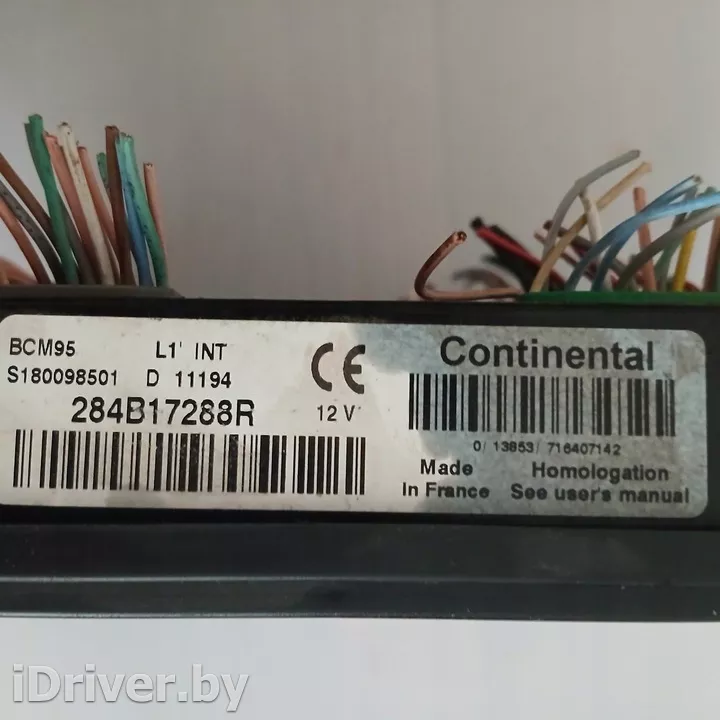 BCM95 L1' INT
S180098501 D 11194
284B17288R
CE
12 V
Continental
0/ 13853/ 716407142
Made Homologation
In France See user's manual
iDriver.by